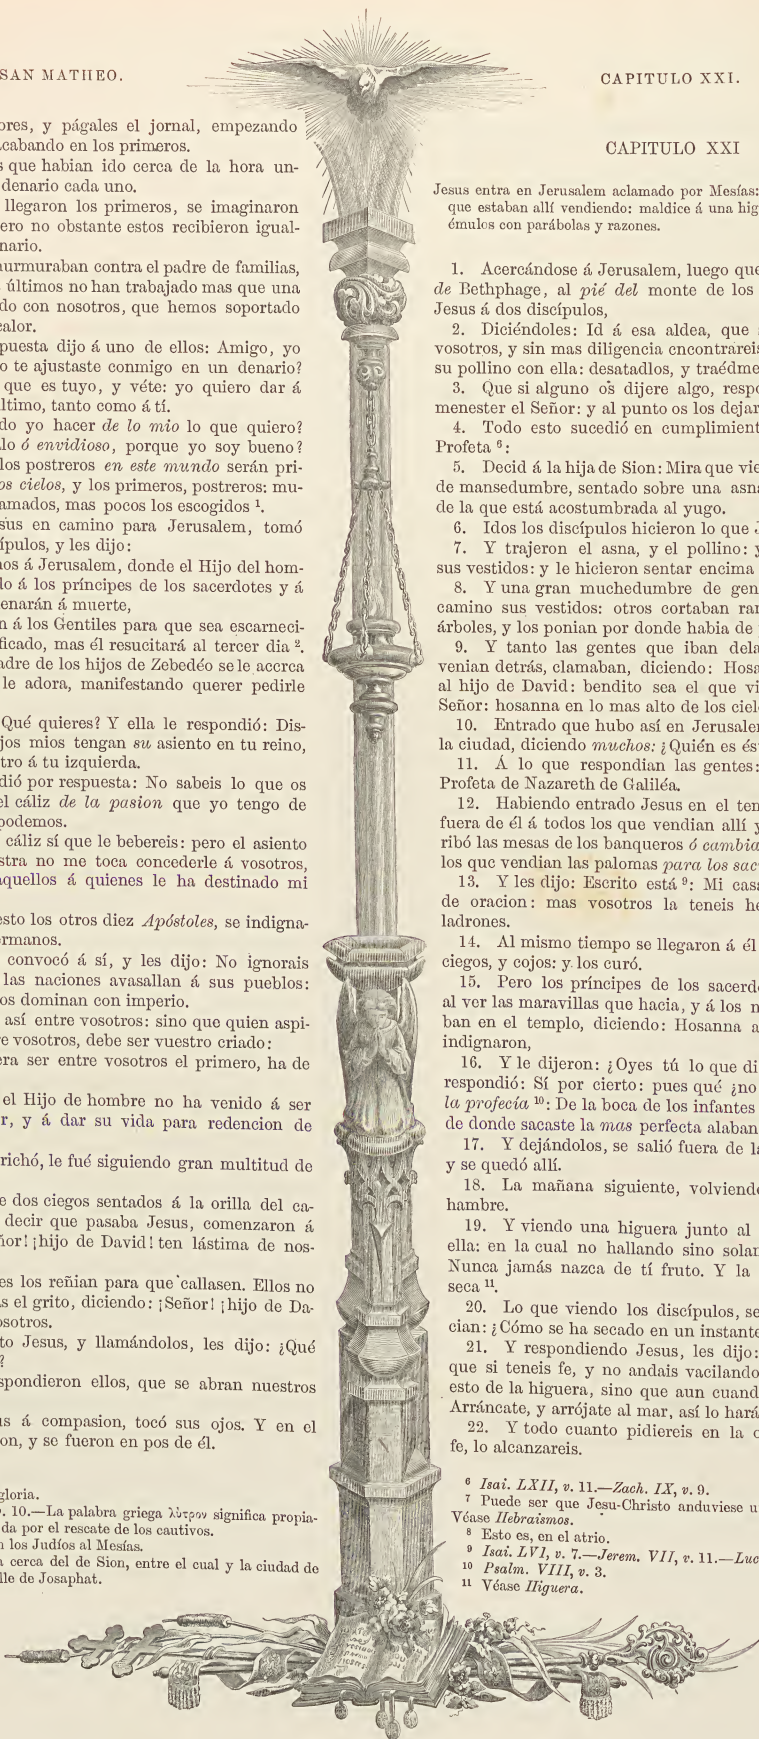 SAN MATHEO.
ores, y págales el jornal, empezando
cabando en los primeros.
s que habian ido cerca de la hora un-
denario cada uno.
llegaron los primeros, se imaginaron
ero no obstante estos recibieron igual-
nario.
nurmuraban contra el padre de familias,
últimos no han trabajado mas que una
do con nosotros, que hemos soportado
calor.
puesta dijo á uno de ellos: Amigo, yo
o te ajustaste conmigo en un denario?
que es tuyo, y véte: yo quiero dar á
ltimo, tanto como á tí.
do yo hacer de lo mio lo que quiero?
lo ó envidioso, porque yo soy bueno?
los postreros en este mundo serán pri-
os cielos, y los primeros, postreros: mu-
amados, mas pocos los escogidos ¹.
sus en camino para Jerusalem, tomó
ípulos, y les dijo:
nos á Jerusalem, donde el Hijo del hom-
do á los príncipes de los sacerdotes y á
enarán á muerte,
n á los Gentiles para que sea escarneci-
ificado, mas él resucitará al tercer dia ².
adre de los hijos de Zebedéo se le acerca
le adora, manifestando querer pedirle
Qué quieres? Y ella le respondió: Dis-
jos mios tengan su asiento en tu reino,
tro á tu izquierda.
dió por respuesta: No sabeis lo que os
el cáliz de la pasion que yo tengo de
podemos.
cáliz sí que le bebereis: pero el asiento
stra no me toca concederle á vosotros,
aquellos á quienes le ha destinado mi
esto los otros diez Apóstoles, se indigna-
ermanos.
convocó á sí, y les dijo: No ignorais
las naciones avasallan á sus pueblos:
os dominan con imperio.
así entre vosotros: sino que quien aspi-
e vosotros, debe ser vuestro criado:
era ser entre vosotros el primero, ha de
el Hijo de hombre no ha venido á ser
r, y á dar su vida para redencion de
richó, le fué siguiendo gran multitud de
e dos ciegos sentados á la orilla del ca-
decir que pasaba Jesus, comenzaron á
ñor! ¡hijo de David! ten lástima de nos-
es los reñian para que callasen. Ellos no
s el grito, diciendo: ¡Señor! ¡hijo de Da-
osotros.
to Jesus, y llamándolos, les dijo: ¿Qué
?
spondieron ellos, que se abran nuestros
us á compasion, tocó sus ojos. Y en el
on, y se fueron en pos de él.
gloria.
v. 10.—La palabra griega λύτρον significa propia-
da por el rescate de los cautivos.
n los Judíos al Mesías.
a cerca del de Sion, entre el cual y la ciudad de
lle de Josaphat.
CAPITULO XXI.
CAPITULO XXI
Jesus entra en Jerusalem aclamado por Mesías:
que estaban allí vendiendo: maldice á una hig
émulos con parábolas y razones.
1. Acercándose á Jerusalem, luego que
de Bethphage, al pié del monte de los
Jesus á dos discípulos,
2. Diciéndoles: Id á esa aldea, que
vosotros, y sin mas diligencia encontrareis
su pollino con ella: desatadlos, y traédme
3. Que si alguno os dijere algo, respo
menester el Señor: y al punto os los dejar
4. Todo esto sucedió en cumplimient
Profeta ⁶:
5. Decid á la hija de Sion: Mira que vie
de mansedumbre, sentado sobre una asna
de la que está acostumbrada al yugo.
6. Idos los discípulos hicieron lo que J
7. Y trajeron el asna, y el pollino: y
sus vestidos: y le hicieron sentar encima
8. Y una gran muchedumbre de gen
camino sus vestidos: otros cortaban ran
árboles, y los ponian por donde habia de
9. Y tanto las gentes que iban dela
venian detrás, clamaban, diciendo: Hosa
al hijo de David: bendito sea el que vi
Señor: hosanna en lo mas alto de los ciel
10. Entrado que hubo así en Jerusalem
la ciudad, diciendo muchos: ¿Quién es és
11. Á lo que respondian las gentes:
Profeta de Nazareth de Galiléa.
12. Habiendo entrado Jesus en el ten
fuera de él á todos los que vendian allí y
ribó las mesas de los banqueros ó cambia
los que vendian las palomas para los sac
13. Y les dijo: Escrito está ⁹: Mi casa
de oracion: mas vosotros la teneis he
ladrones.
14. Al mismo tiempo se llegaron á él
ciegos, y cojos: y los curó.
15. Pero los príncipes de los sacerd
al ver las maravillas que hacia, y á los n
ban en el templo, diciendo: Hosanna a
indignaron,
16. Y le dijeron: ¿Oyes tú lo que di
respondió: Sí por cierto: pues qué ¿no
la profecía ¹⁰: De la boca de los infantes
de donde sacaste la mas perfecta alaban
17. Y dejándolos, se salió fuera de la
y se quedó allí.
18. La mañana siguiente, volviendo
hambre.
19. Y viendo una higuera junto al
ella: en la cual no hallando sino solan
Nunca jamás nazca de tí fruto. Y la
seca ¹¹.
20. Lo que viendo los discípulos, se
cian: ¿Cómo se ha secado en un instante
21. Y respondiendo Jesus, les dijo:
que si teneis fe, y no andais vacilando
esto de la higuera, sino que aun cuand
Arráncate, y arrójate al mar, así lo hará
22. Y todo cuanto pidiereis en la o
fe, lo alcanzareis.
⁶ Isai. LXII, v. 11.—Zach. IX, v. 9.
⁷ Puede ser que Jesu-Christo anduviese u
Véase Hebraismos.
⁸ Esto es, en el atrio.
⁹ Isai. LVI, v. 7.—Jerem. VII, v. 11.—Luc
¹⁰ Psalm. VIII, v. 3.
¹¹ Véase Higuera.